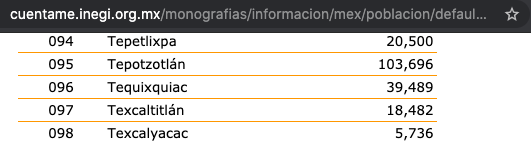 cuentame.inegi.org.mx/monografias/informacion/mex/poblacion/defaul...
094 Tepetlixpa 20,500
095 Tepotzotlán 103,696
096 Tequixquiac 39,489
097 Texcaltitlán 18,482
098 Texcalyacac 5,736